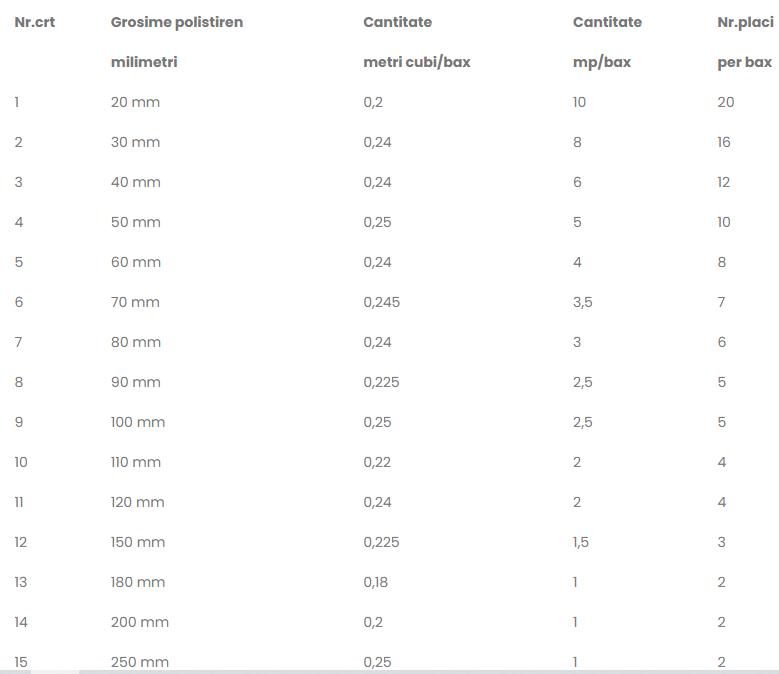 Nr.crt Grosime polistiren Cantitate Cantitate Nr.placi
milimetri metri cubi/bax mp/bax per bax
1 20 mm 0,2 10 20
2 30 mm 0,24 8 16
3 40 mm 0,24 6 12
4 50 mm 0,25 5 10
5 60 mm 0,24 4 8
6 70 mm 0,245 3,5 7
7 80 mm 0,24 3 6
8 90 mm 0,225 2,5 5
9 100 mm 0,25 2,5 5
10 110 mm 0,22 2 4
11 120 mm 0,24 2 4
12 150 mm 0,225 1,5 3
13 180 mm 0,18 1 2
14 200 mm 0,2 1 2
15 250 mm 0,25 1 2